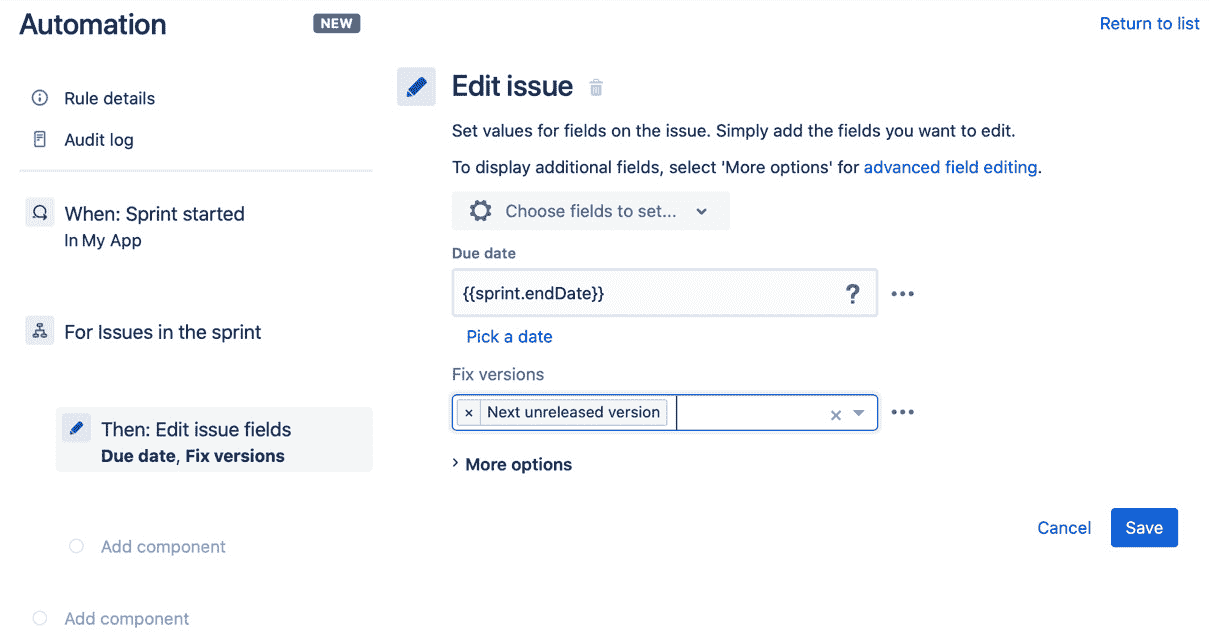 Automation
NEW
Return to list
Rule details
Audit log
When: Sprint started
In My App
For Issues in the sprint
Then: Edit issue fields
Due date, Fix versions
Add component
Add component
Edit issue
Set values for fields on the issue. Simply add the fields you want to edit.
To display additional fields, select 'More options' for advanced field editing.
Choose fields to set...
Due date
{{sprint.endDate}}
?
Pick a date
Fix versions
× Next unreleased version
More options
Cancel
Save